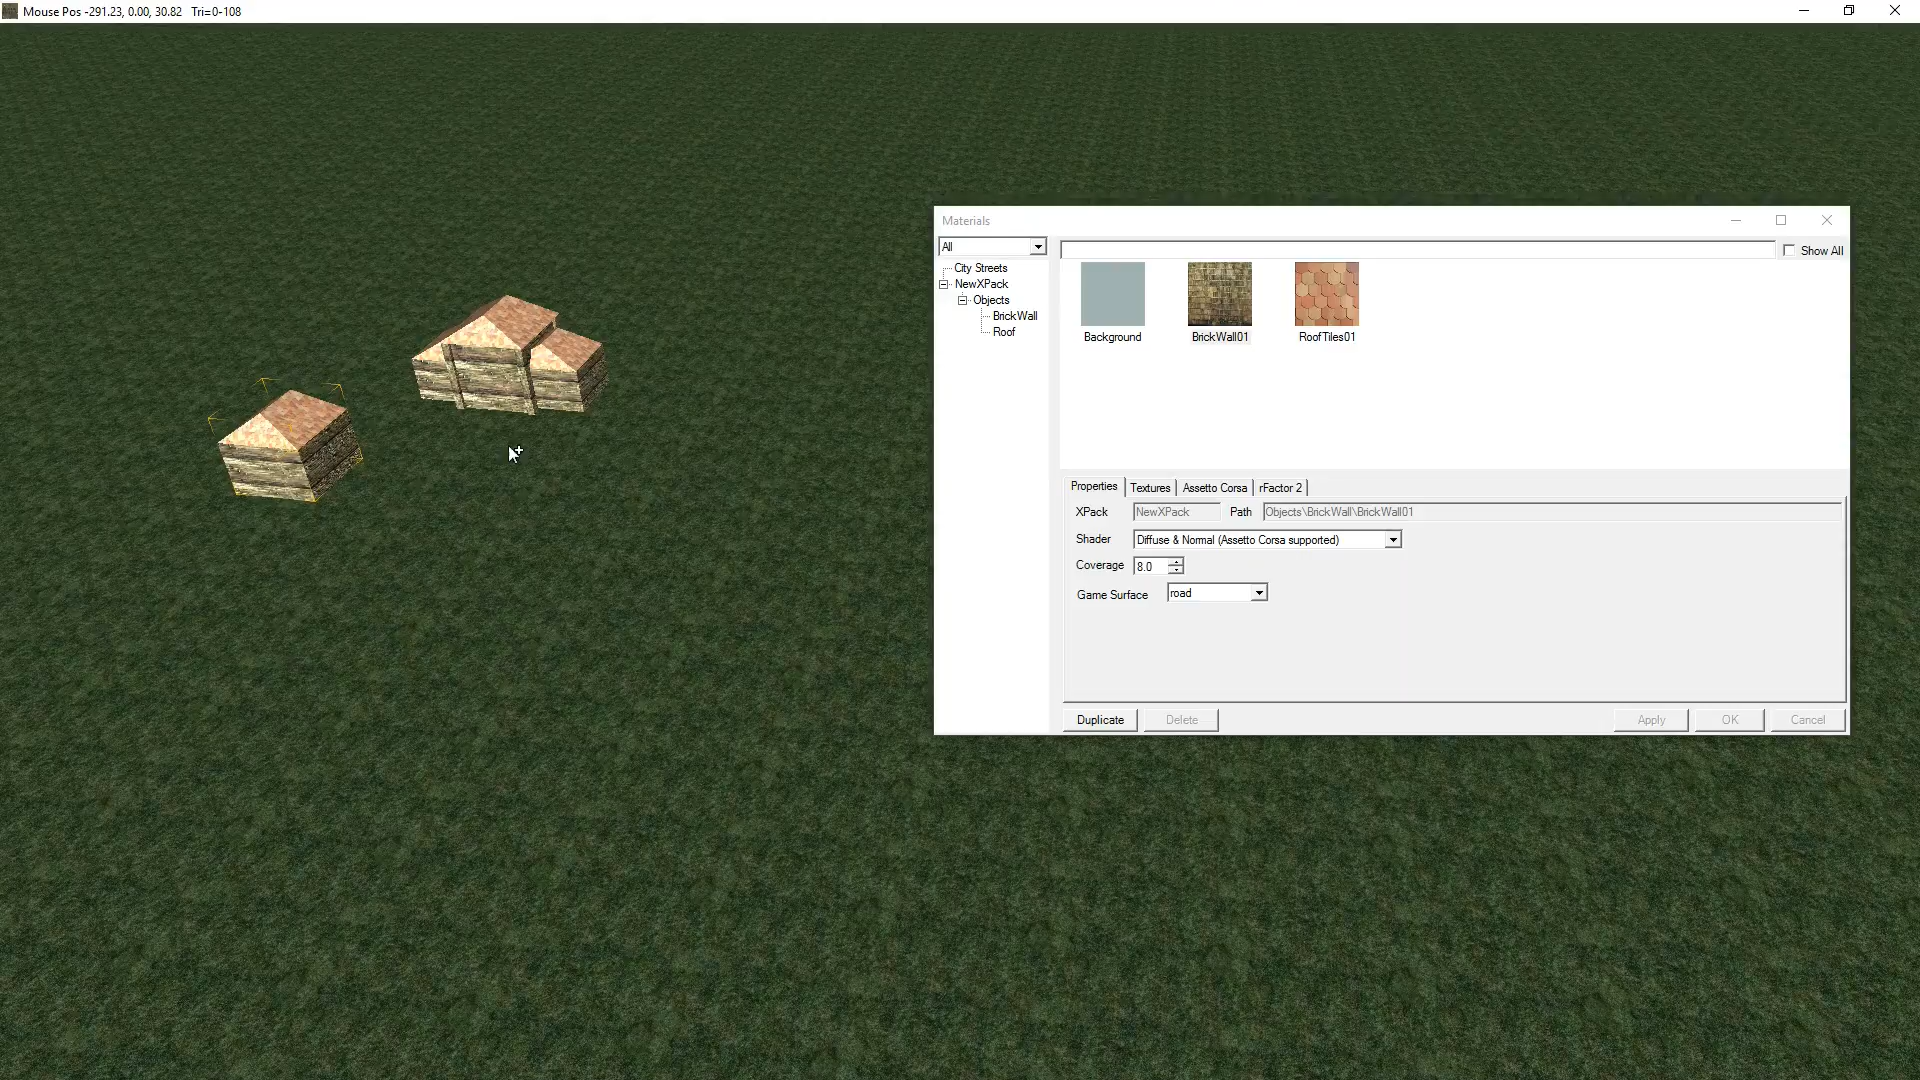 Mouse Pos -291.23, 0.00, 30.82 Tri=0-108
Materials
All
Show All
City Streets
NewXPack
Objects
BrickWall
Roof
Background
BrickWall01
RoofTiles01
Properties
Textures
Assetto Corsa
rFactor 2
XPack
NewXPack
Path
Objects\BrickWall\BrickWall01
Shader
Diffuse & Normal (Assetto Corsa supported)
Coverage
8.0
Game Surface
road
Duplicate
Delete
Apply
OK
Cancel